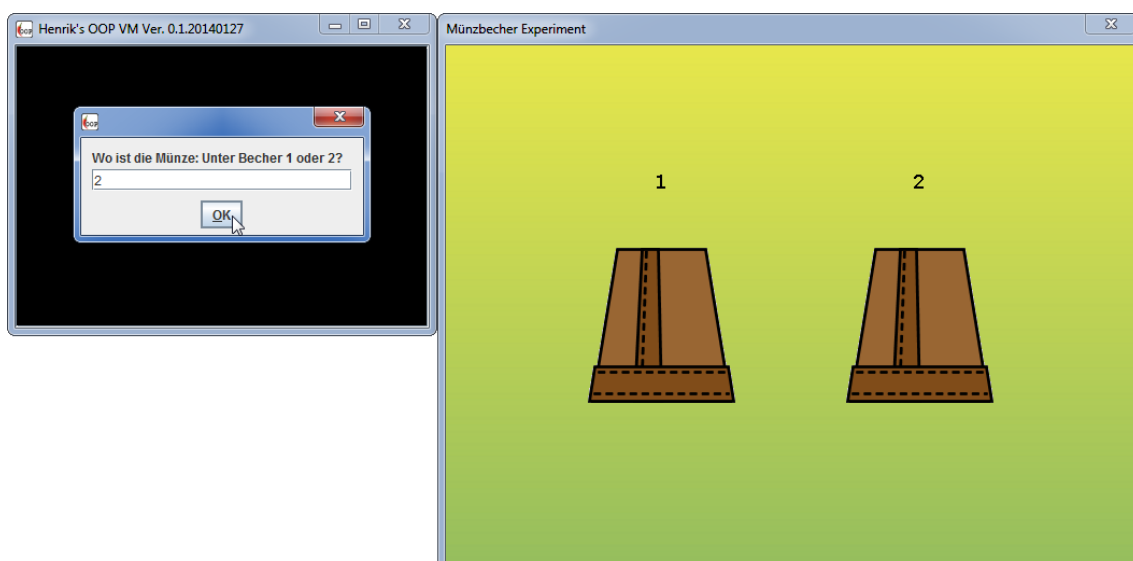 Henrik's OOP VM Ver. 0.1.20140127
Wo ist die Münze: Unter Becher 1 oder 2?
2
OK
Münzbecher Experiment
1
2